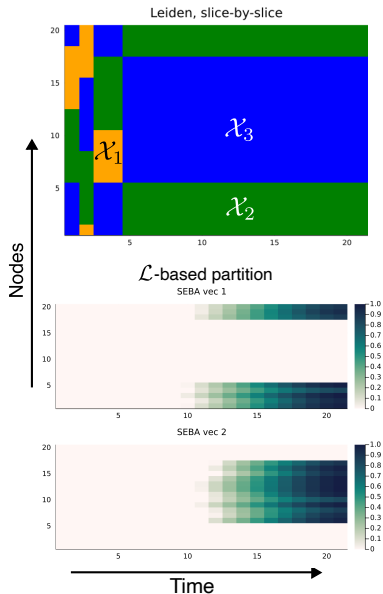 Leiden, slice-by-slice
20
15
10
5
𝒳₁
𝒳₃
𝒳₂
5 10 15 20
Nodes
ℒ-based partition
SEBA vec 1
20
15
10
5
5 10 15 20
1.0
0.9
0.8
0.7
0.6
0.5
0.4
0.3
0.2
0.1
0
SEBA vec 2
20
15
10
5
5 10 15 20
1.0
0.9
0.8
0.7
0.6
0.5
0.4
0.3
0.2
0.1
0
Time